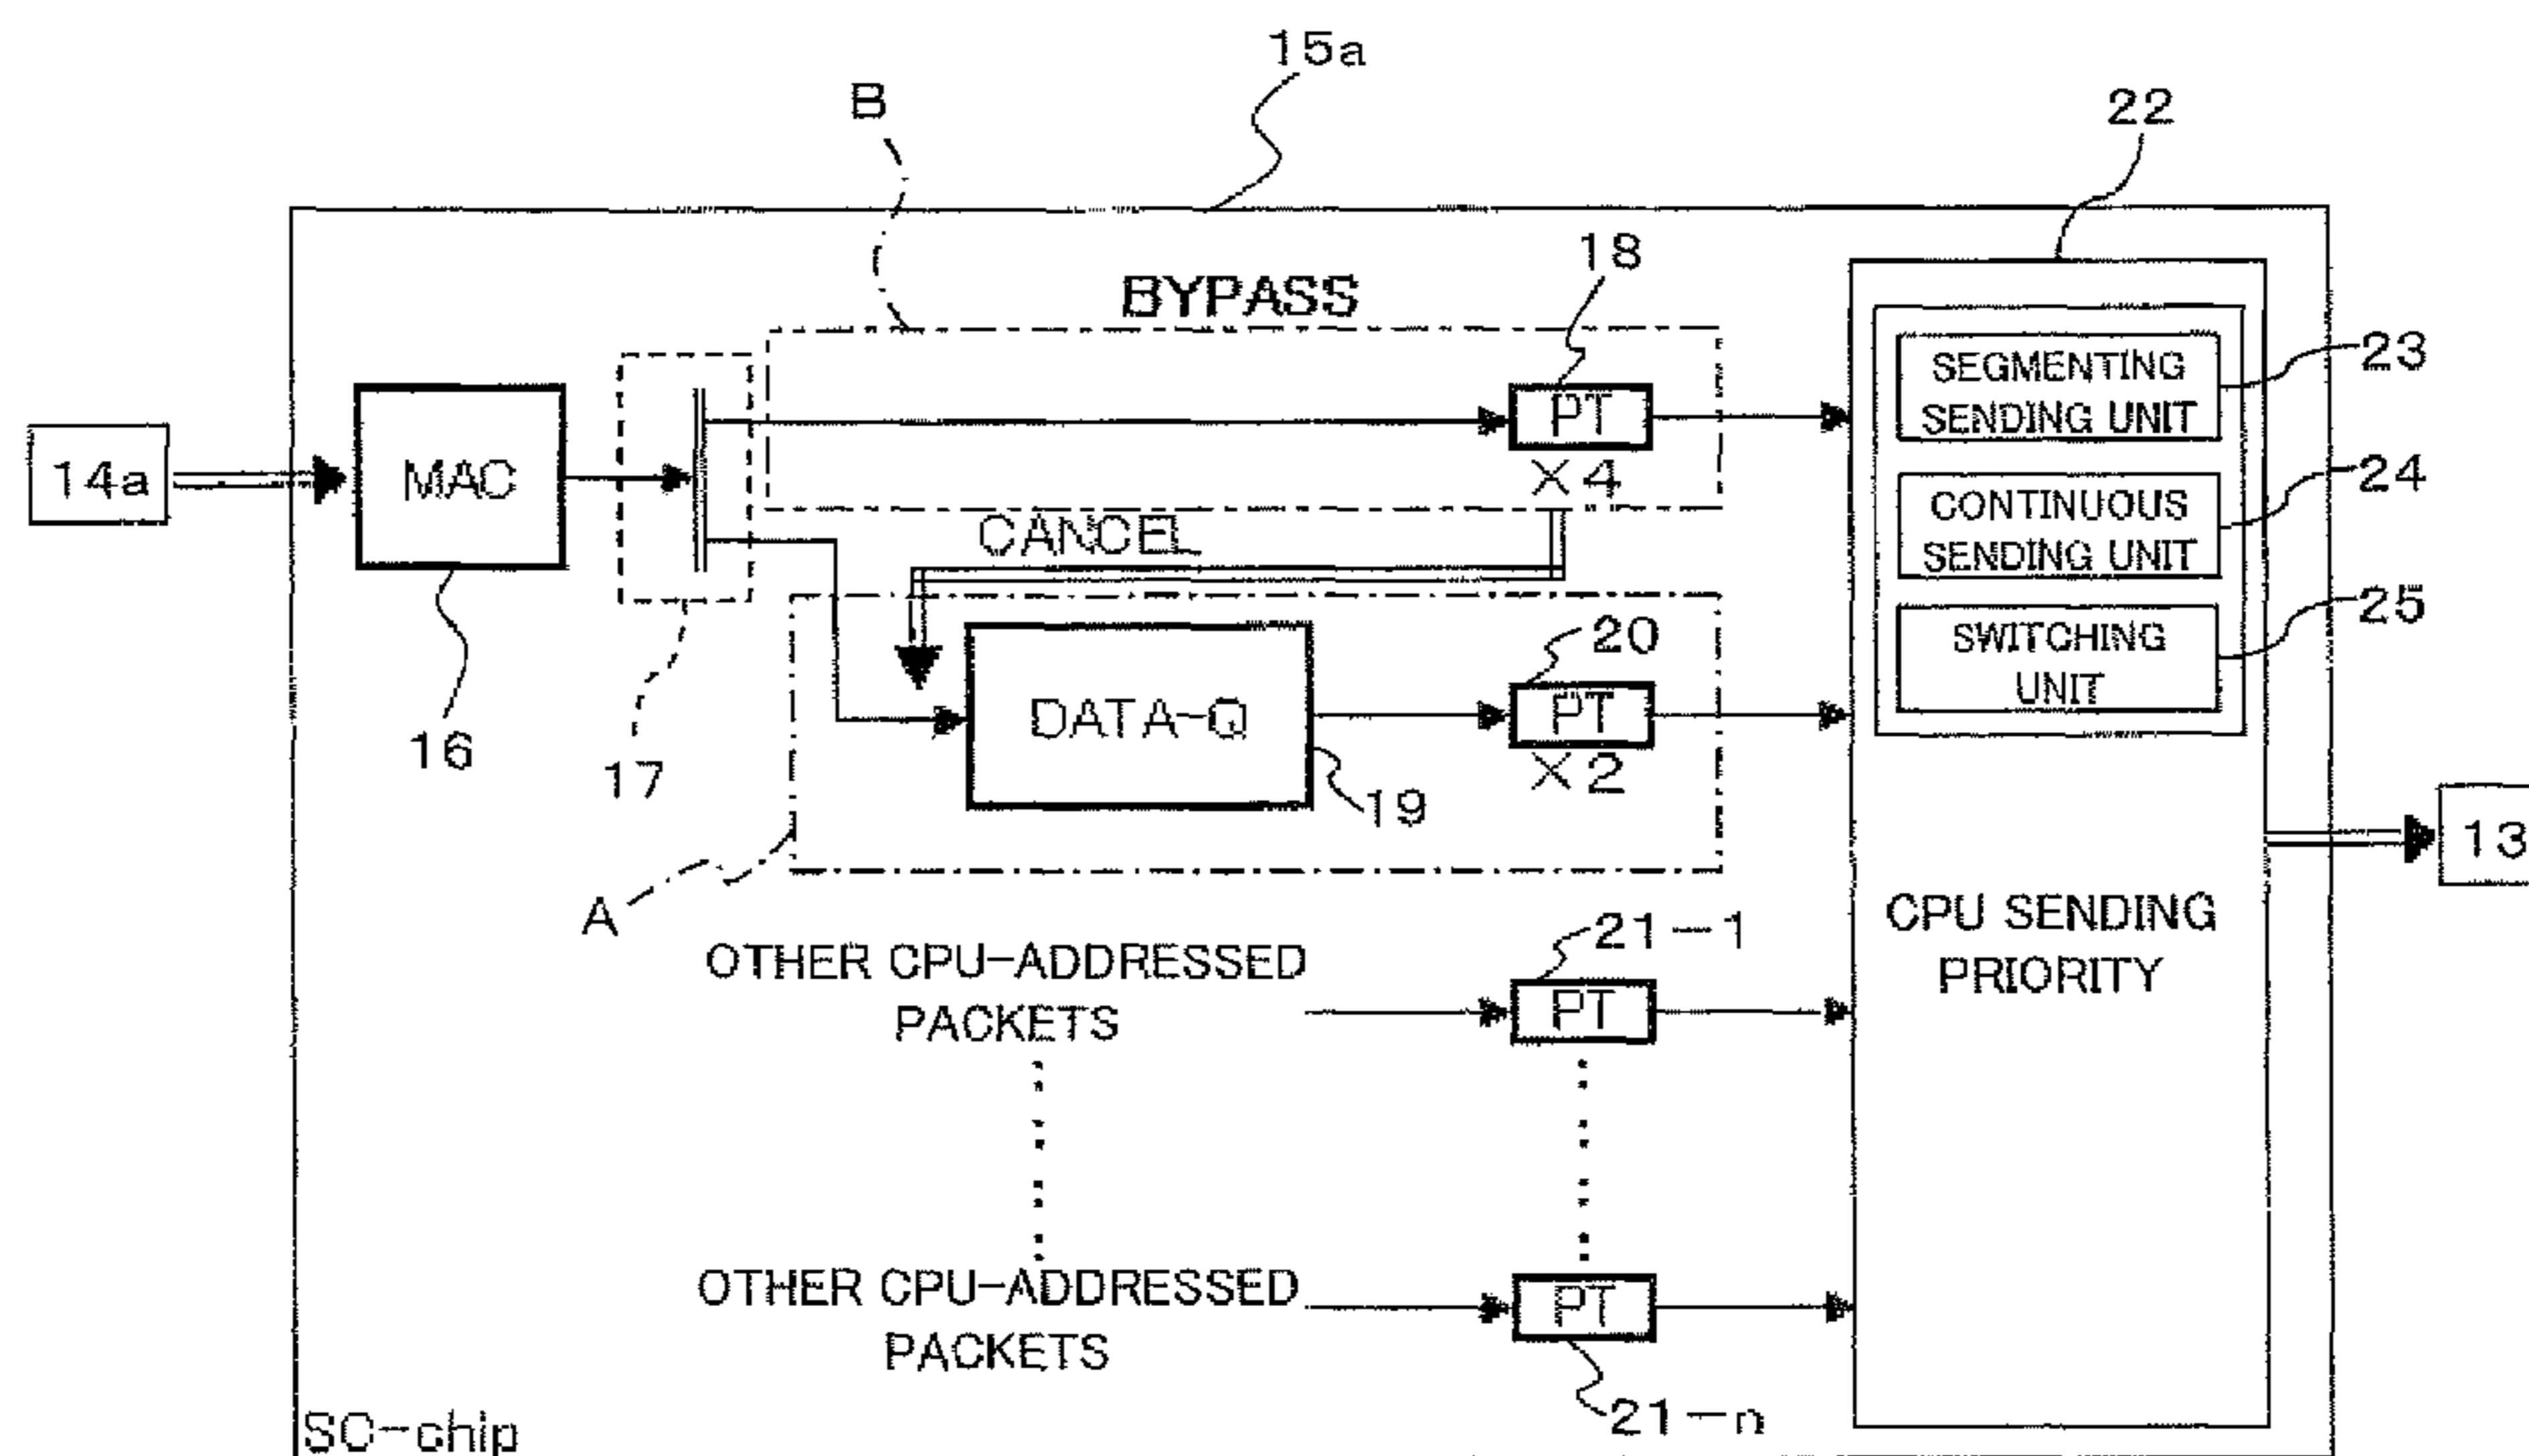 15a
B
22
18
BYPASS
SEGMENTING
SENDING UNIT
23
14a
MAC
PT
×4
CONTINUOUS
SENDING UNIT
24
CANCEL
16
17
DATA-Q
19
20
PT
×2
SWITCHING
UNIT
25
13
A
CPU SENDING
PRIORITY
OTHER CPU-ADDRESSED
PACKETS
21-1
PT
OTHER CPU-ADDRESSED
PACKETS
PT
21-n
SC-chip